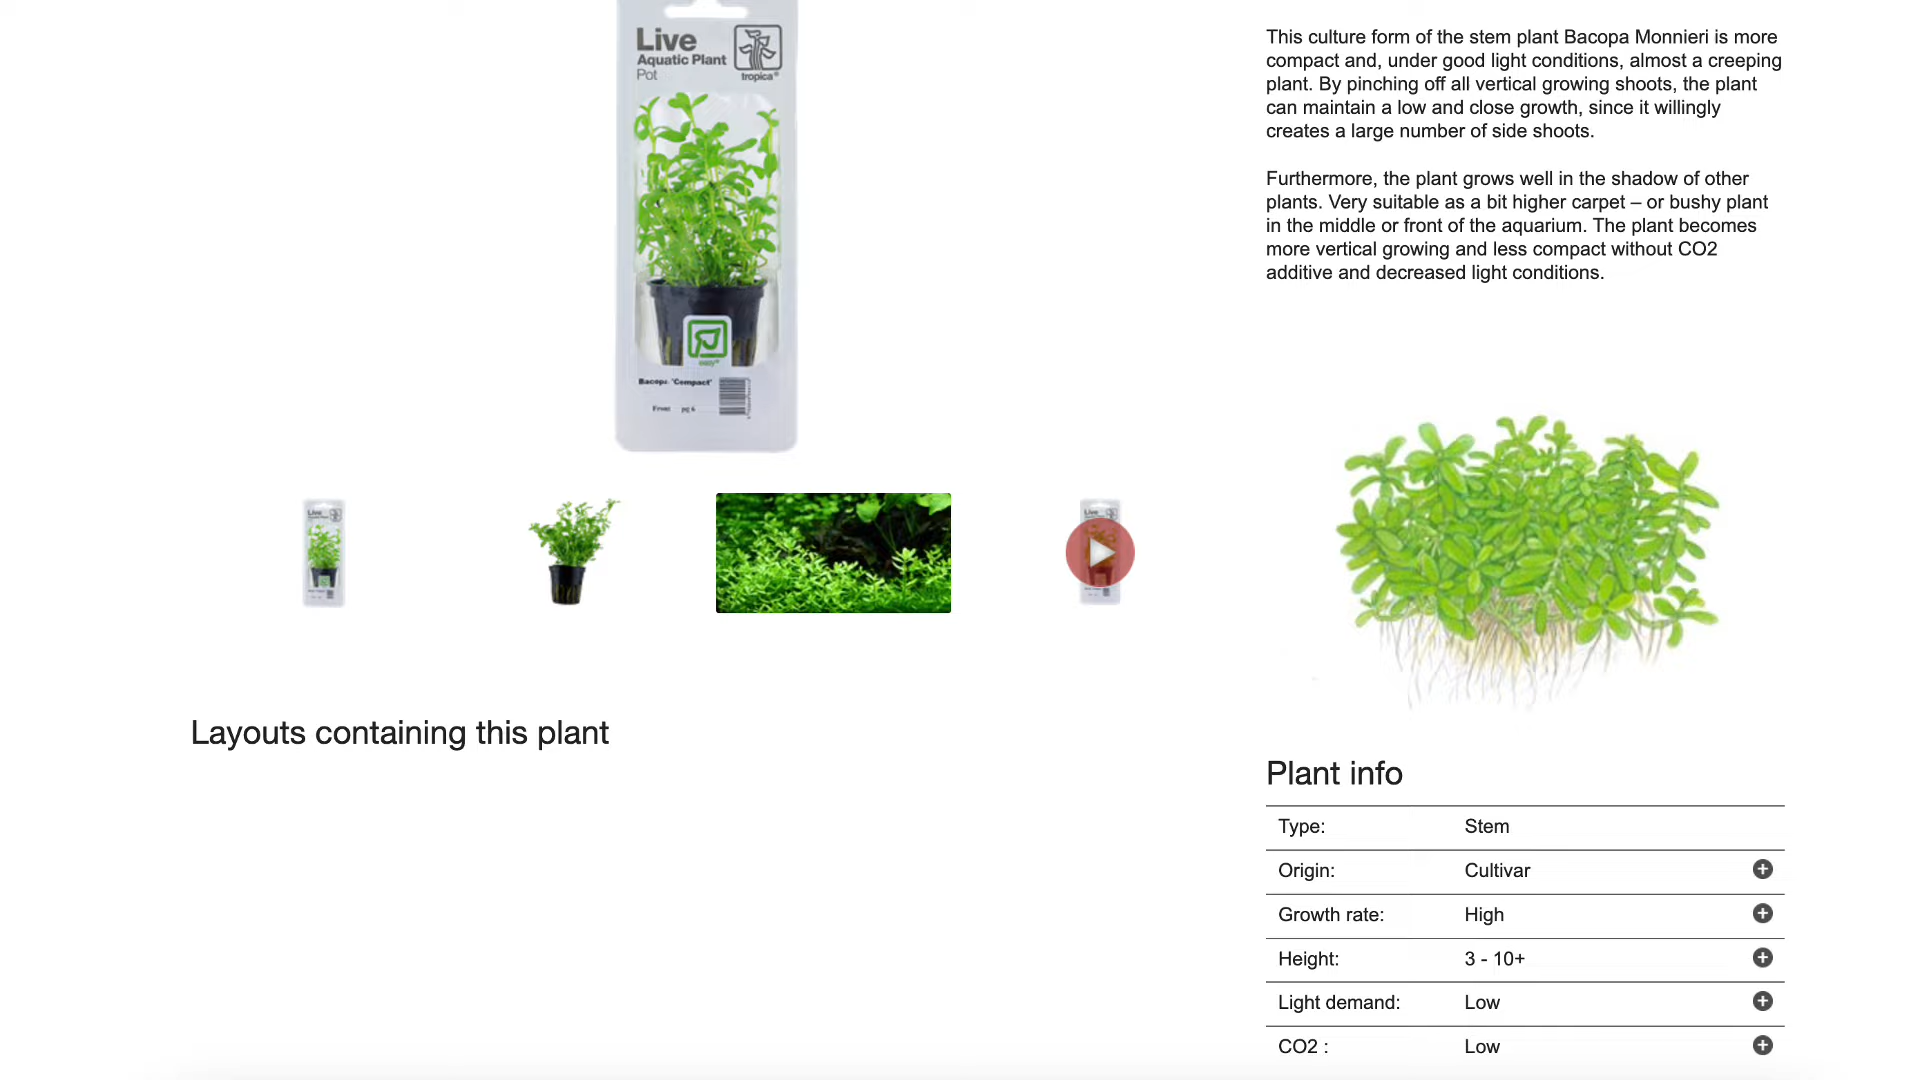 Live
Aquatic Plant
Pot
tropica®
easy®
Bacopa 'Compact'
This culture form of the stem plant Bacopa Monnieri is more
compact and, under good light conditions, almost a creeping
plant. By pinching off all vertical growing shoots, the plant
can maintain a low and close growth, since it willingly
creates a large number of side shoots.
Furthermore, the plant grows well in the shadow of other
plants. Very suitable as a bit higher carpet – or bushy plant
in the middle or front of the aquarium. The plant becomes
more vertical growing and less compact without CO2
additive and decreased light conditions.
Live
Live
Layouts containing this plant
Plant info
Type: Stem
Origin: Cultivar
Growth rate: High
Height: 3 - 10+
Light demand: Low
CO2 : Low